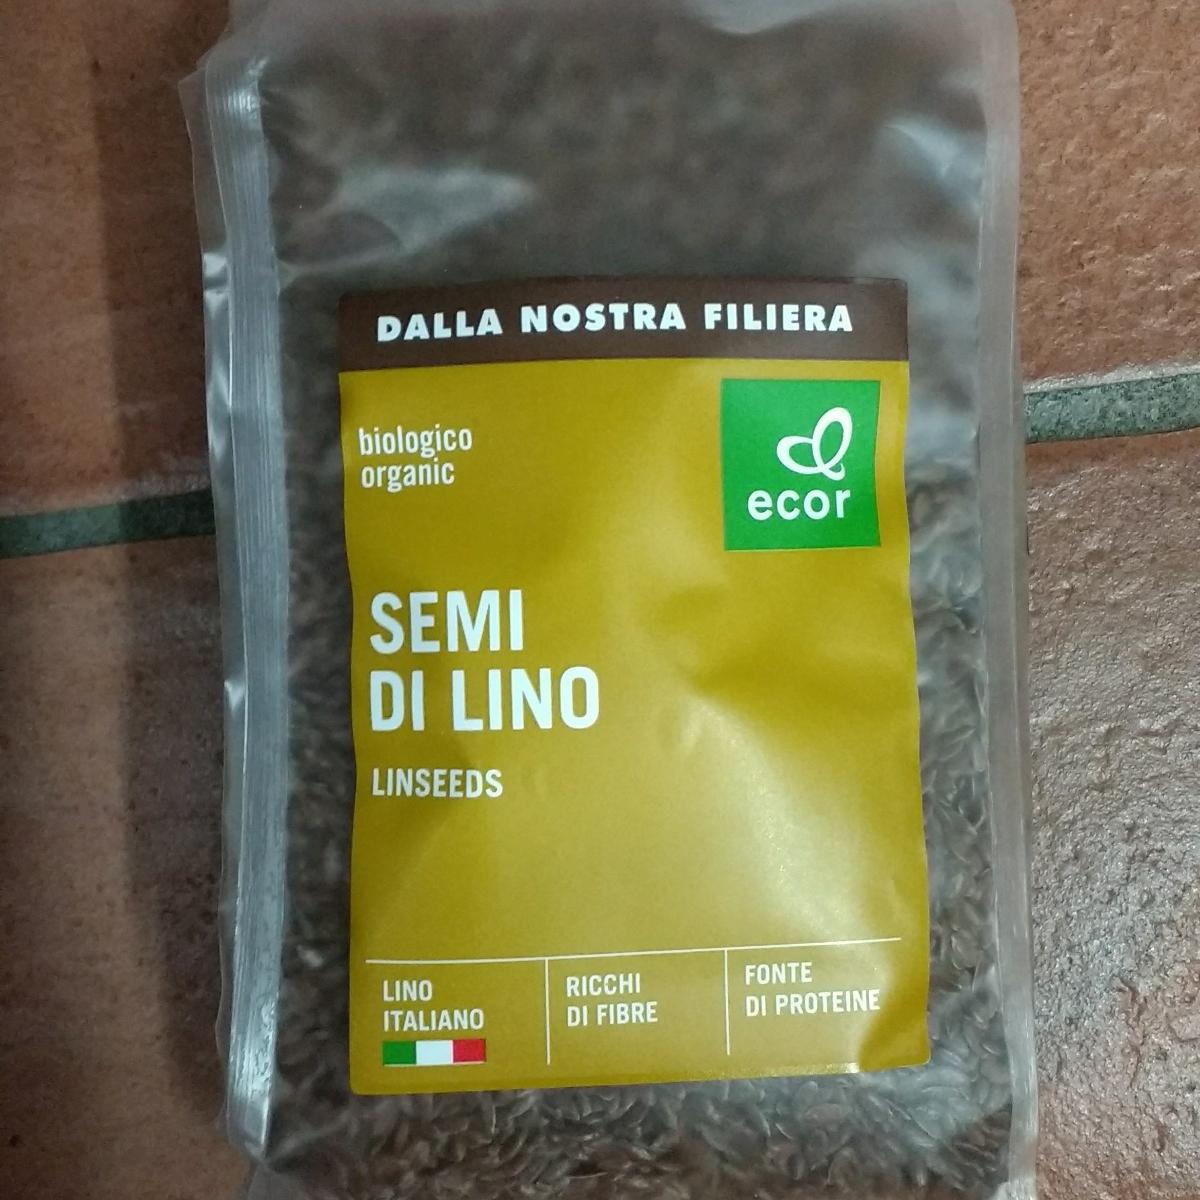 DALLA NOSTRA FILIERA
biologico
organic
ecor
SEMI
DI LINO
LINSEEDS
LINO
ITALIANO
RICCHI
DI FIBRE
FONTE
DI PROTEINE